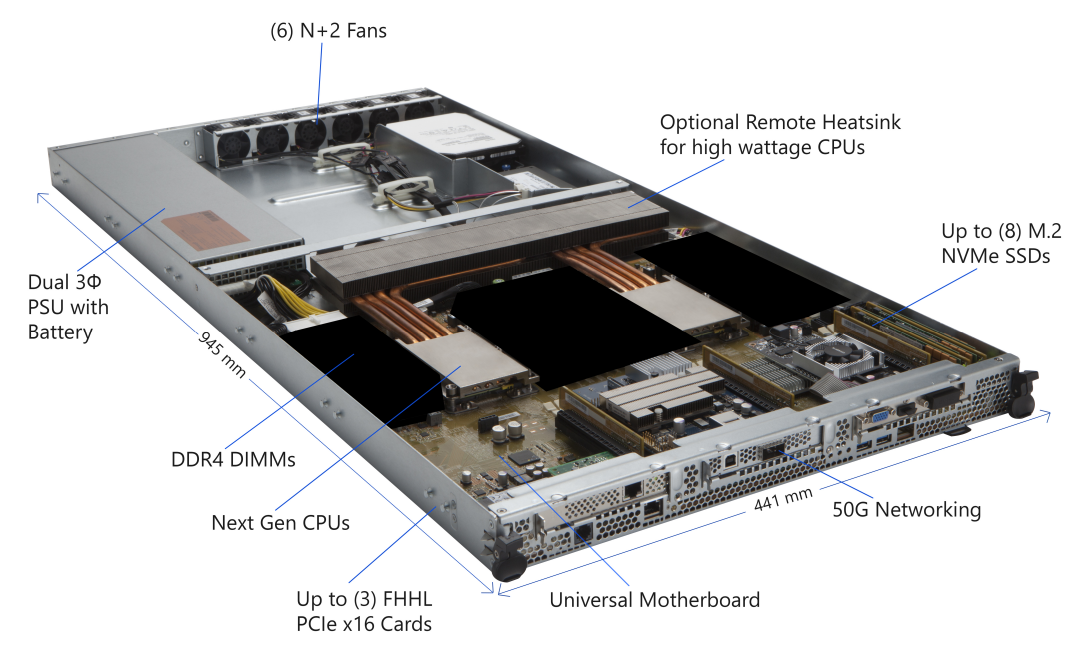 (6) N+2 Fans
Optional Remote Heatsink
for high wattage CPUs
Up to (8) M.2
NVMe SSDs
Dual 3Φ
PSU with
Battery
945 mm
DDR4 DIMMs
Next Gen CPUs
441 mm
50G Networking
Up to (3) FHHL
PCIe x16 Cards
Universal Motherboard